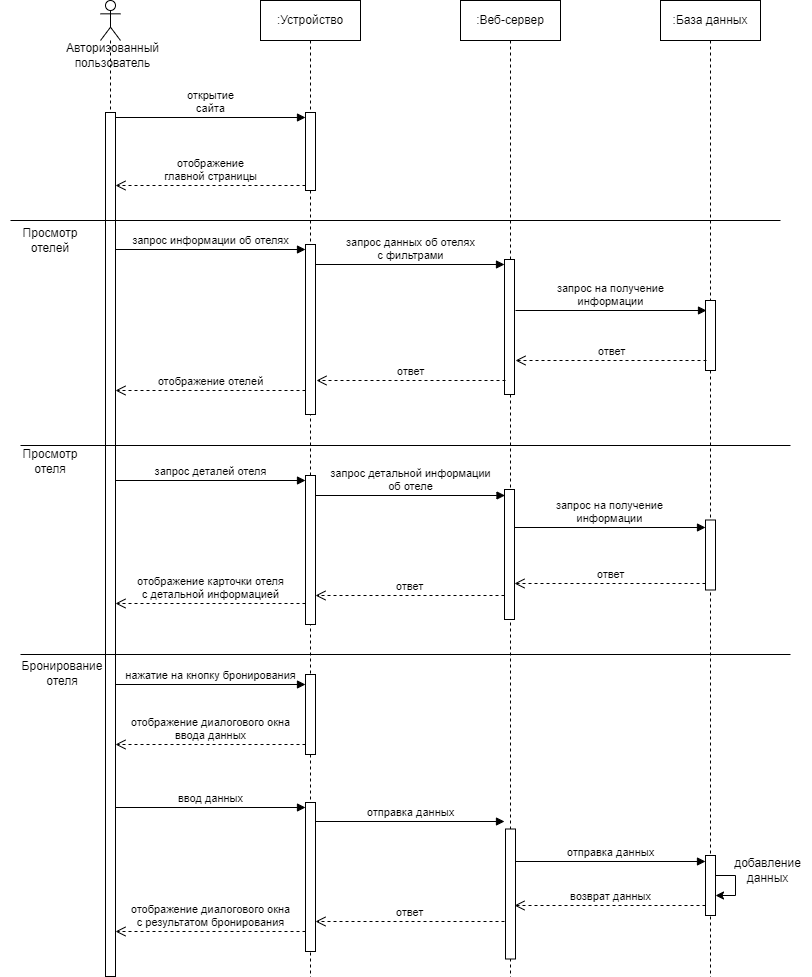 Авторизованный
пользователь
:Устройство
:Веб-сервер
:База данных
открытие
сайта
отображение
главной страницы
Просмотр
отелей
запрос информации об отелях
запрос данных об отелях
с фильтрами
запрос на получение
информации
ответ
ответ
отображение отелей
Просмотр
отеля
запрос деталей отеля
запрос детальной информации
об отеле
запрос на получение
информации
ответ
ответ
отображение карточки отеля
с детальной информацией
Бронирование
отеля
нажатие на кнопку бронирования
отображение диалогового окна
ввода данных
ввод данных
отправка данных
отправка данных
добавление
данных
возврат данных
ответ
отображение диалогового окна
с результатом бронирования